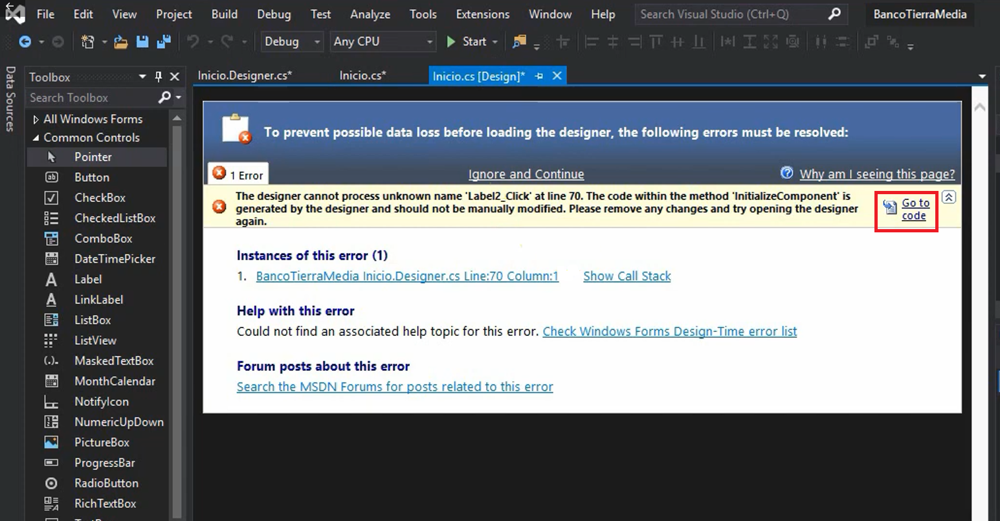 File Edit View Project Build Debug Test Analyze Tools Extensions Window Help Search Visual Studio (Ctrl+Q) BancoTierraMedia
Debug Any CPU Start
Data Sources
Toolbox
Search Toolbox
All Windows Forms
Common Controls
Pointer
Button
CheckBox
CheckedListBox
ComboBox
DateTimePicker
Label
LinkLabel
ListBox
ListView
MaskedTextBox
MonthCalendar
NotifyIcon
NumericUpDown
PictureBox
ProgressBar
RadioButton
RichTextBox
Inicio.Designer.cs* Inicio.cs* Inicio.cs [Design]*
To prevent possible data loss before loading the designer, the following errors must be resolved:
1 Error Ignore and Continue Why am I seeing this page?
The designer cannot process unknown name 'Label2_Click' at line 70. The code within the method 'InitializeComponent' is
generated by the designer and should not be manually modified. Please remove any changes and try opening the designer
again.
Go to
code
Instances of this error (1)
1. BancoTierraMedia Inicio.Designer.cs Line:70 Column:1 Show Call Stack
Help with this error
Could not find an associated help topic for this error. Check Windows Forms Design-Time error list
Forum posts about this error
Search the MSDN Forums for posts related to this error